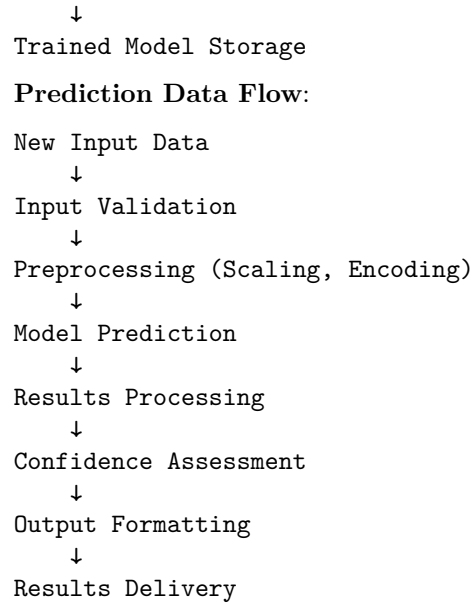 ↓
Trained Model Storage
Prediction Data Flow:
New Input Data
↓
Input Validation
↓
Preprocessing (Scaling, Encoding)
↓
Model Prediction
↓
Results Processing
↓
Confidence Assessment
↓
Output Formatting
↓
Results Delivery